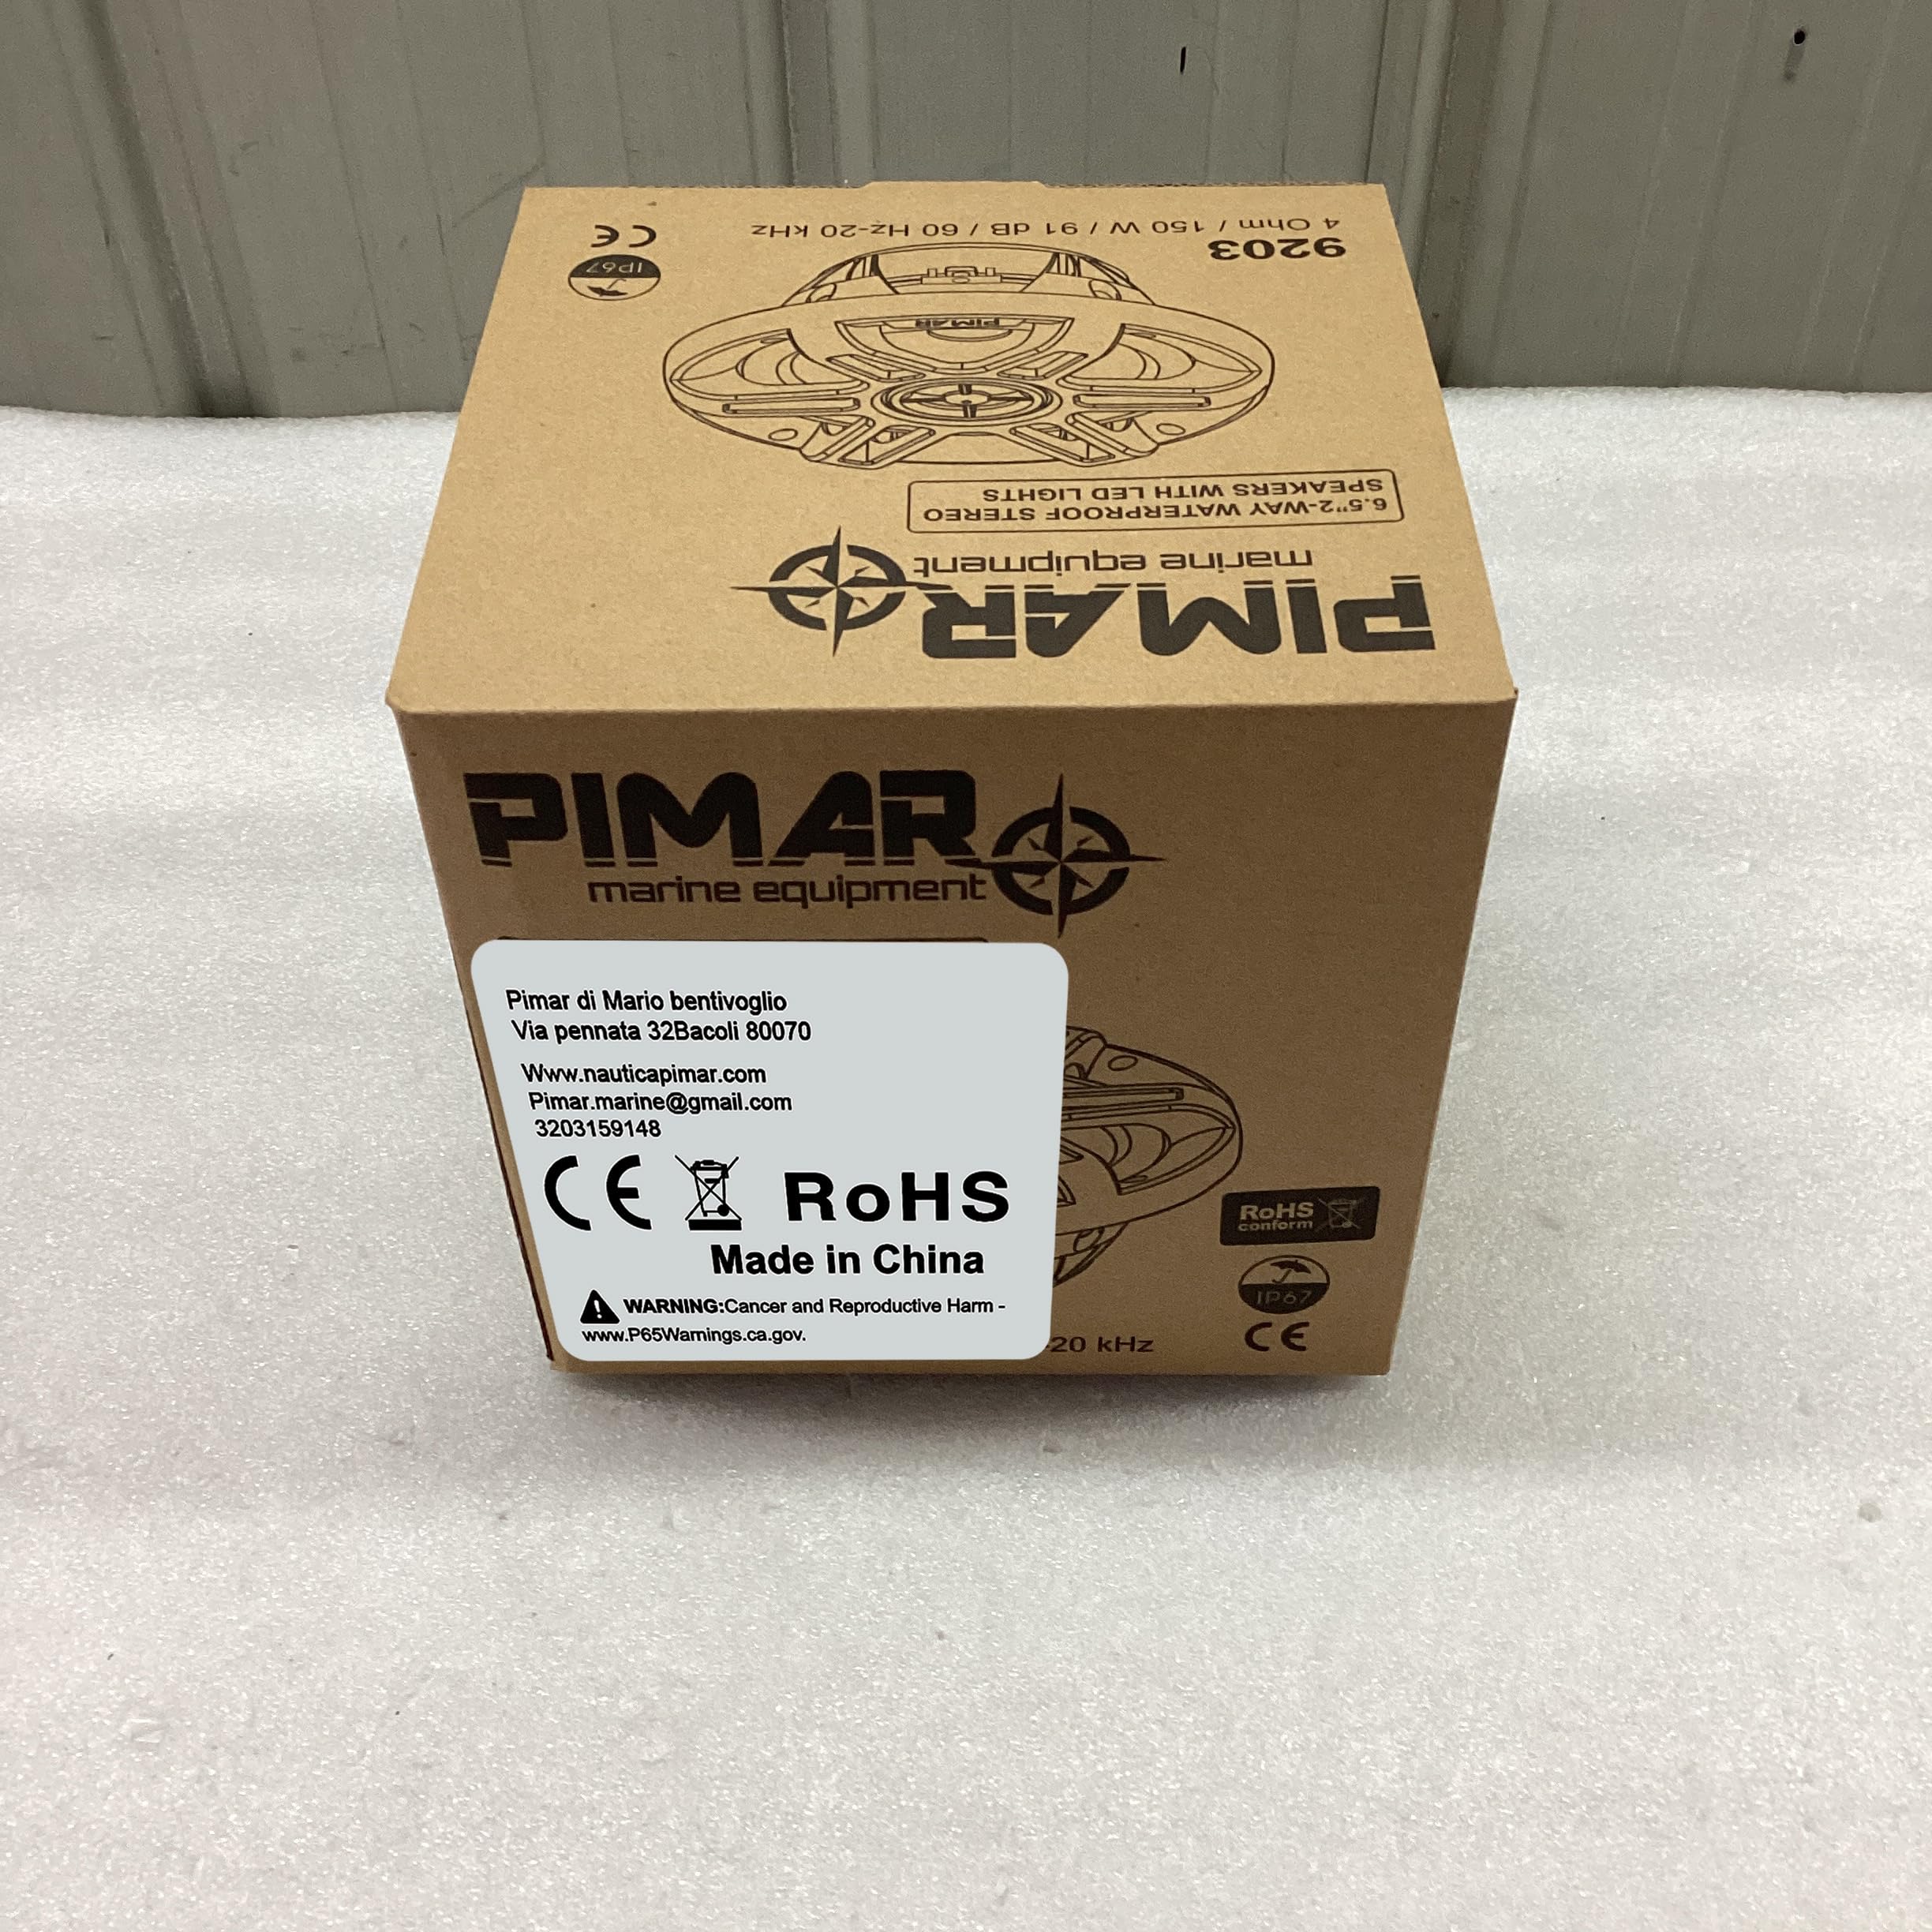 4 Ohm / 150 W / 91 dB / 60 Hz-20 kHz
9203
CE
IP67
PIMAR
6.5"2-WAY WATERPROOF STEREO
SPEAKERS WITH LED LIGHTS
PIMAR
marine equipment
PIMAR
marine equipment
Pimar di Mario bentivoglio
Via pennata 32Bacoli 80070
Www.nauticapimar.com
Pimar.marine@gmail.com
3203159148
CE RoHS
Made in China
WARNING:Cancer and Reproductive Harm -
www.P65Warnings.ca.gov.
RoHS
conform
IP67
CE
-20 kHz